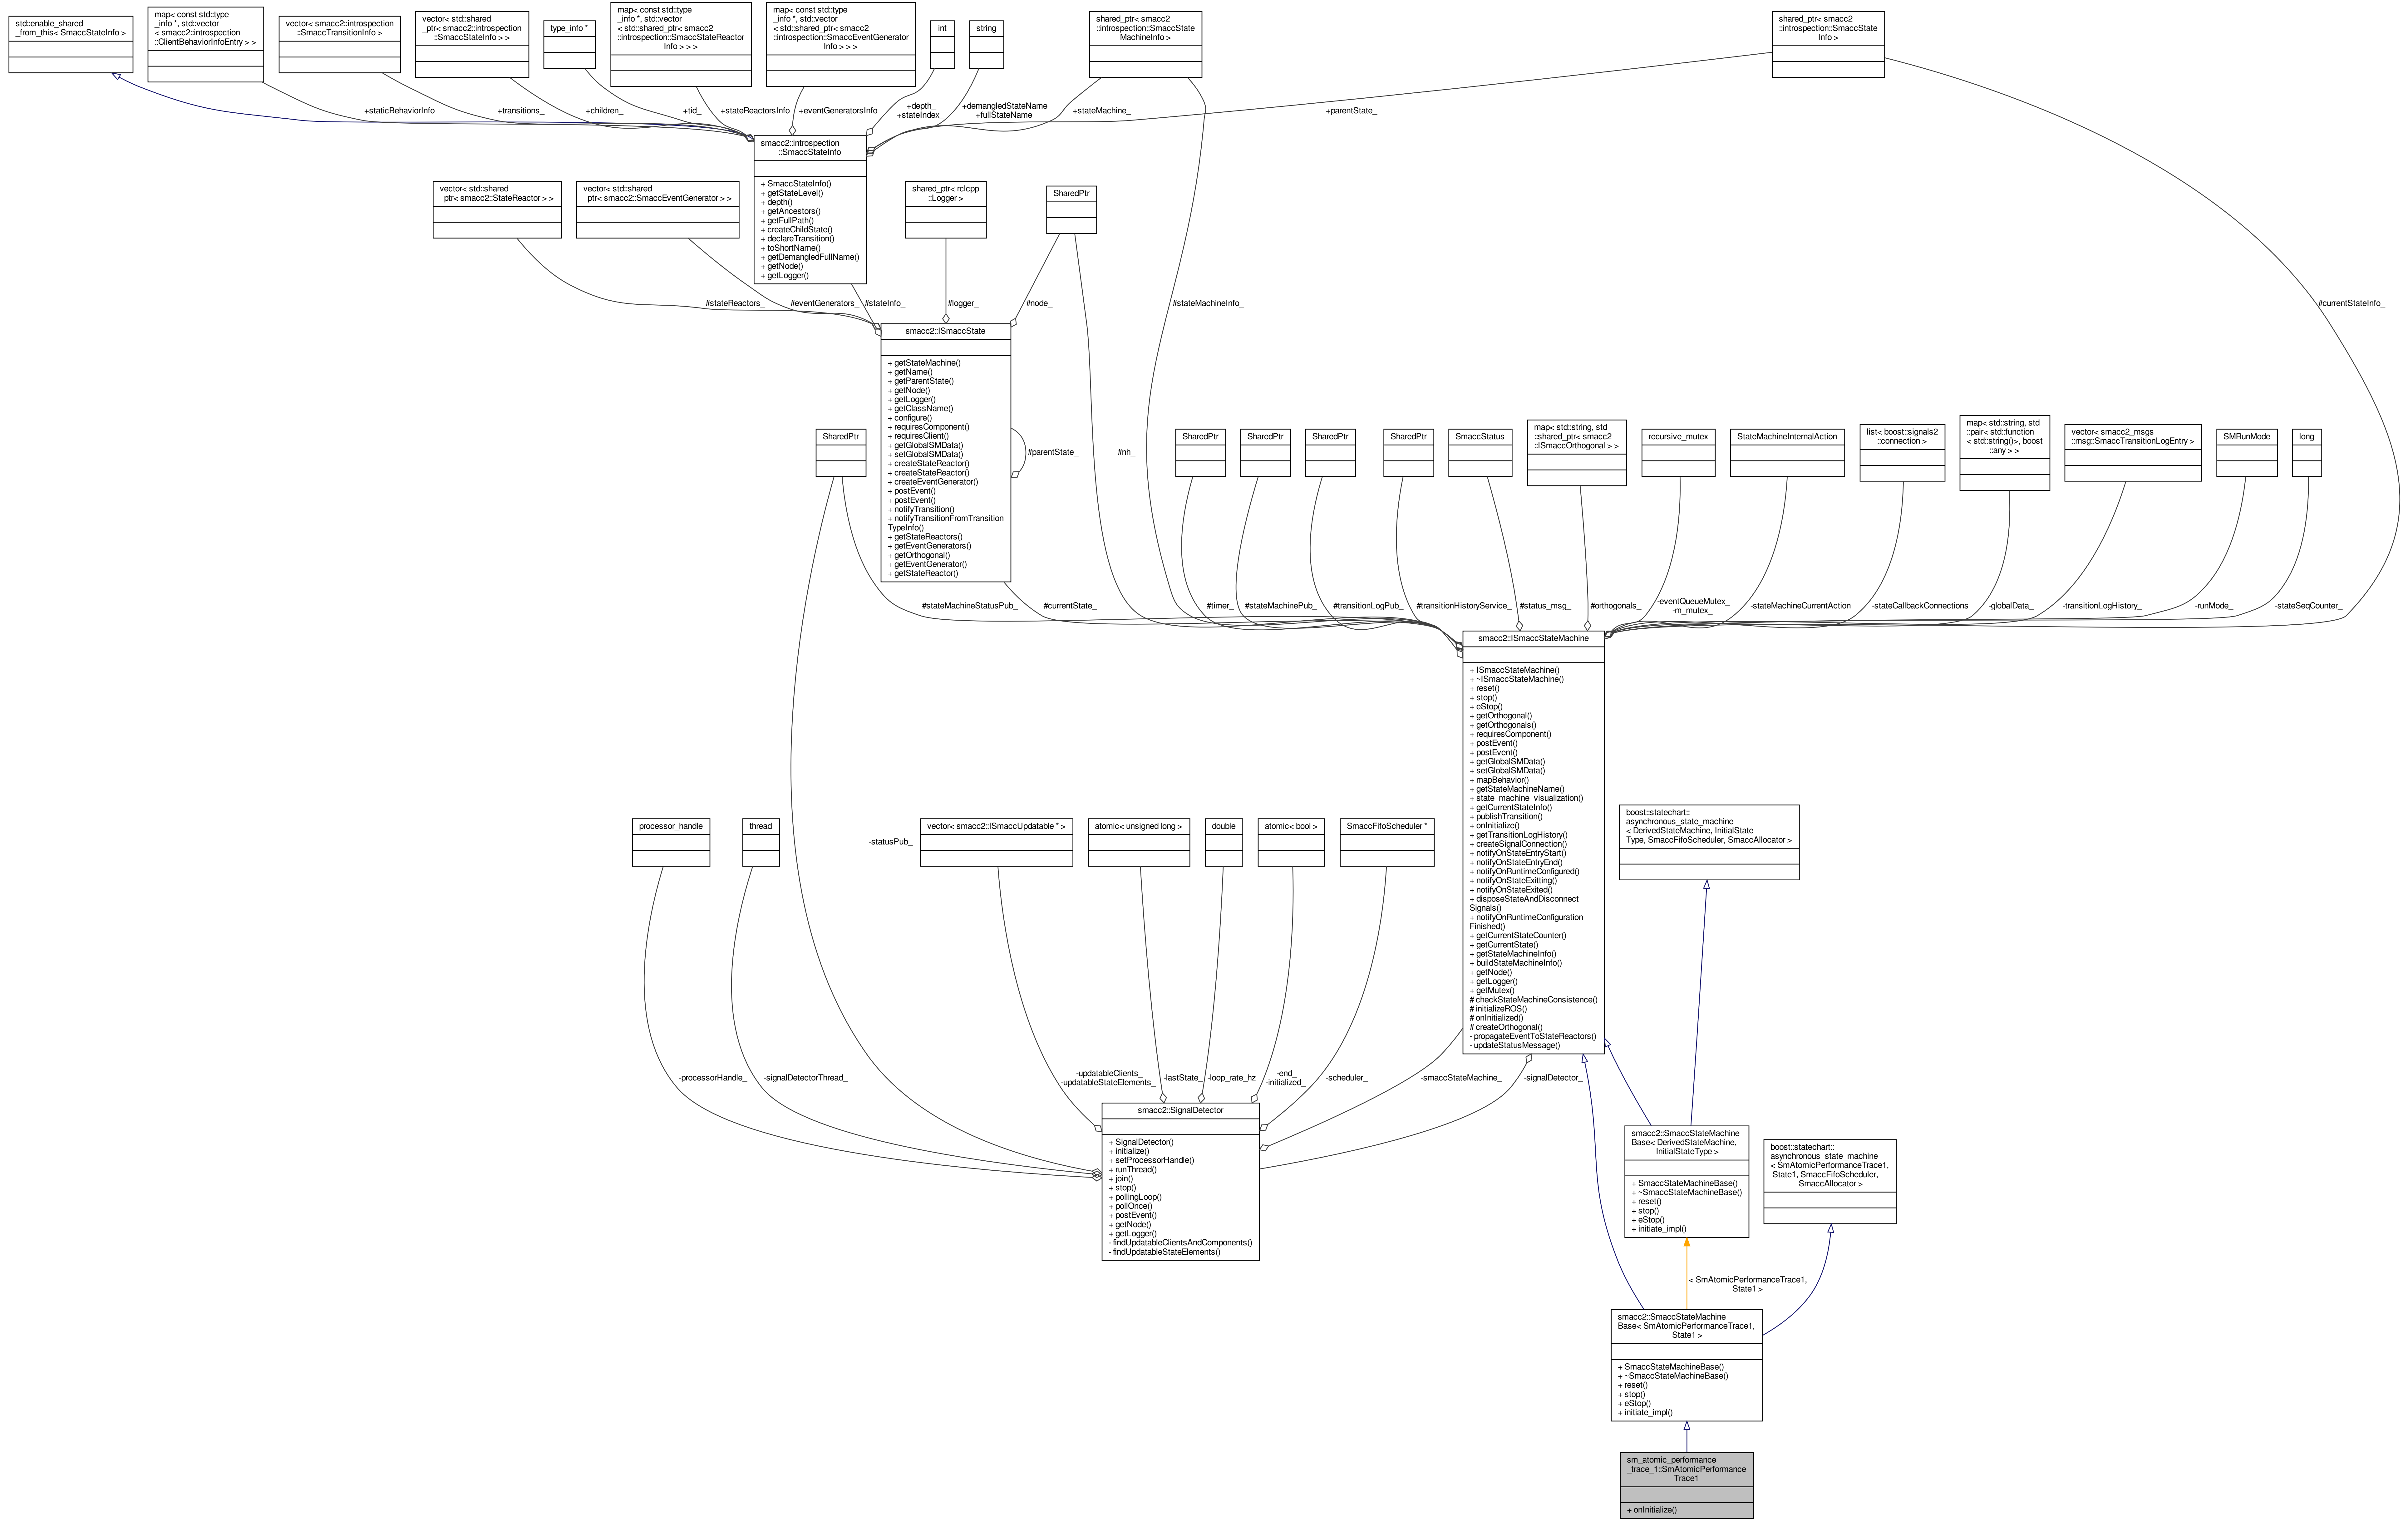 std::enable_shared
_from_this< SmaccStateInfo >
map< const std::type
_info *, std::vector
< smacc2::introspection
::ClientBehaviorInfoEntry > >
vector< smacc2::introspection
::SmaccTransitionInfo >
vector< std::shared
_ptr< smacc2::introspection
::SmaccStateInfo > >
type_info *
map< const std::type
_info *, std::vector
< std::shared_ptr< smacc2
::introspection::SmaccStateReactor
Info > > >
map< const std::type
_info *, std::vector
< std::shared_ptr< smacc2
::introspection::SmaccEventGenerator
Info > > >
int
string
shared_ptr< smacc2
::introspection::SmaccState
MachineInfo >
shared_ptr< smacc2
::introspection::SmaccState
Info >
+staticBehaviorInfo
+transitions_
+children_
+tid_
+stateReactorsInfo
+eventGeneratorsInfo
+depth_
+stateIndex_
+demangledStateName
+fullStateName
+stateMachine_
+parentState_
smacc2::introspection
::SmaccStateInfo
+ SmaccStateInfo()
+ getStateLevel()
+ depth()
+ getAncestors()
+ getFullPath()
+ createChildState()
+ declareTransition()
+ toShortName()
+ getDemangledFullName()
+ getNode()
+ getLogger()
vector< std::shared
_ptr< smacc2::StateReactor > >
vector< std::shared
_ptr< smacc2::SmaccEventGenerator > >
shared_ptr< rclcpp
::Logger >
SharedPtr
#stateReactors_
#eventGenerators_
#stateInfo_
#logger_
#node_
#stateMachineInfo_
#currentStateInfo_
smacc2::ISmaccState
+ getStateMachine()
+ getName()
+ getParentState()
+ getNode()
+ getLogger()
+ getClassName()
+ configure()
+ requiresComponent()
+ requiresClient()
+ getGlobalSMData()
+ setGlobalSMData()
+ createStateReactor()
+ createStateReactor()
+ createEventGenerator()
+ postEvent()
+ postEvent()
+ notifyTransition()
+ notifyTransitionFromTransition
TypeInfo()
+ getStateReactors()
+ getEventGenerators()
+ getOrthogonal()
+ getEventGenerator()
+ getStateReactor()
#parentState_
#nh_
SharedPtr
SharedPtr
SharedPtr
SharedPtr
SharedPtr
SmaccStatus
map< std::string, std
::shared_ptr< smacc2
::ISmaccOrthogonal > >
recursive_mutex
StateMachineInternalAction
list< boost::signals2
::connection >
map< std::string, std
::pair< std::function
< std::string()>, boost
::any > >
vector< smacc2_msgs
::msg::SmaccTransitionLogEntry >
SMRunMode
long
#stateMachineStatusPub_
#currentState_
#timer_
#stateMachinePub_
#transitionLogPub_
#transitionHistoryService_
#status_msg_
#orthogonals_
-eventQueueMutex_
-m_mutex_
-stateMachineCurrentAction
-stateCallbackConnections
-globalData_
-transitionLogHistory_
-runMode_
-stateSeqCounter_
smacc2::ISmaccStateMachine
+ ISmaccStateMachine()
+ ~ISmaccStateMachine()
+ reset()
+ stop()
+ eStop()
+ getOrthogonal()
+ getOrthogonals()
+ requiresComponent()
+ postEvent()
+ postEvent()
+ getGlobalSMData()
+ setGlobalSMData()
+ mapBehavior()
+ getStateMachineName()
+ state_machine_visualization()
+ getCurrentStateInfo()
+ publishTransition()
+ onInitialize()
+ getTransitionLogHistory()
+ createSignalConnection()
+ notifyOnStateEntryStart()
+ notifyOnStateEntryEnd()
+ notifyOnRuntimeConfigured()
+ notifyOnStateExitting()
+ notifyOnStateExited()
+ disposeStateAndDisconnect
Signals()
+ notifyOnRuntimeConfiguration
Finished()
+ getCurrentStateCounter()
+ getCurrentState()
+ getStateMachineInfo()
+ buildStateMachineInfo()
+ getNode()
+ getLogger()
+ getMutex()
# checkStateMachineConsistence()
# initializeROS()
# onInitialized()
# createOrthogonal()
- propagateEventToStateReactors()
- updateStatusMessage()
processor_handle
thread
-statusPub_
vector< smacc2::ISmaccUpdatable * >
atomic< unsigned long >
double
atomic< bool >
SmaccFifoScheduler *
boost::statechart::
asynchronous_state_machine
< DerivedStateMachine, InitialState
Type, SmaccFifoScheduler, SmaccAllocator >
-processorHandle_
-signalDetectorThread_
-updatableClients_
-updatableStateElements_
-lastState_
-loop_rate_hz
-end_
-initialized_
-scheduler_
-smaccStateMachine_
-signalDetector_
smacc2::SignalDetector
+ SignalDetector()
+ initialize()
+ setProcessorHandle()
+ runThread()
+ join()
+ stop()
+ pollingLoop()
+ pollOnce()
+ postEvent()
+ getNode()
+ getLogger()
- findUpdatableClientsAndComponents()
- findUpdatableStateElements()
smacc2::SmaccStateMachine
Base< DerivedStateMachine,
InitialStateType >
+ SmaccStateMachineBase()
+ ~SmaccStateMachineBase()
+ reset()
+ stop()
+ eStop()
+ initiate_impl()
boost::statechart::
asynchronous_state_machine
< SmAtomicPerformanceTrace1,
State1, SmaccFifoScheduler,
SmaccAllocator >
< SmAtomicPerformanceTrace1,
State1 >
smacc2::SmaccStateMachine
Base< SmAtomicPerformanceTrace1,
State1 >
+ SmaccStateMachineBase()
+ ~SmaccStateMachineBase()
+ reset()
+ stop()
+ eStop()
+ initiate_impl()
sm_atomic_performance
_trace_1::SmAtomicPerformance
Trace1
+ onInitialize()